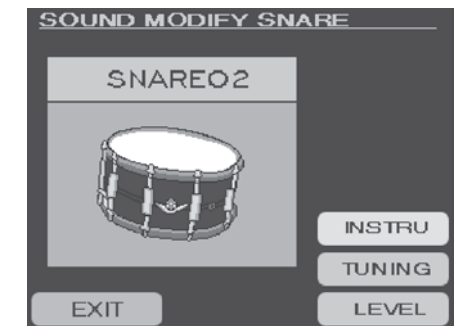 SOUND MODIFY SNARE
SNARE02
INSTRU
TUNING
EXIT
LEVEL